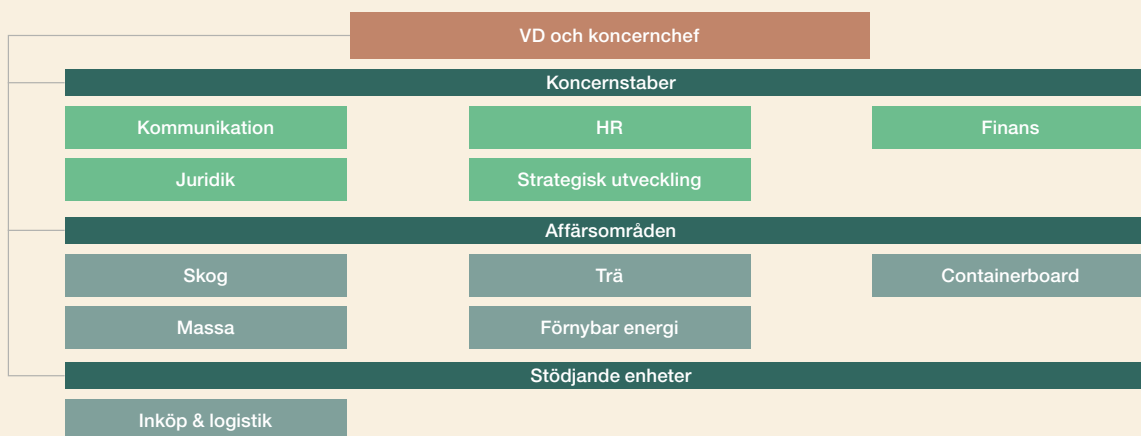 VD och koncernchef
Koncernstaber
Kommunikation
HR
Finans
Juridik
Strategisk utveckling
Affärsområden
Skog
Trä
Containerboard
Massa
Förnybar energi
Stödjande enheter
Inköp & logistik